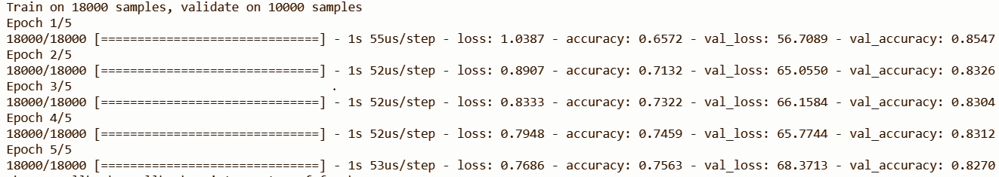 Train on 18000 samples, validate on 10000 samples
Epoch 1/5
18000/18000 [==============================] - 1s 55us/step - loss: 1.0387 - accuracy: 0.6572 - val_loss: 56.7089 - val_accuracy: 0.8547
Epoch 2/5
18000/18000 [==============================] - 1s 52us/step - loss: 0.8907 - accuracy: 0.7132 - val_loss: 65.0550 - val_accuracy: 0.8326
Epoch 3/5
18000/18000 [==============================] - 1s 52us/step - loss: 0.8333 - accuracy: 0.7322 - val_loss: 66.1584 - val_accuracy: 0.8304
Epoch 4/5
18000/18000 [==============================] - 1s 52us/step - loss: 0.7948 - accuracy: 0.7459 - val_loss: 65.7744 - val_accuracy: 0.8312
Epoch 5/5
18000/18000 [==============================] - 1s 53us/step - loss: 0.7686 - accuracy: 0.7563 - val_loss: 68.3713 - val_accuracy: 0.8270